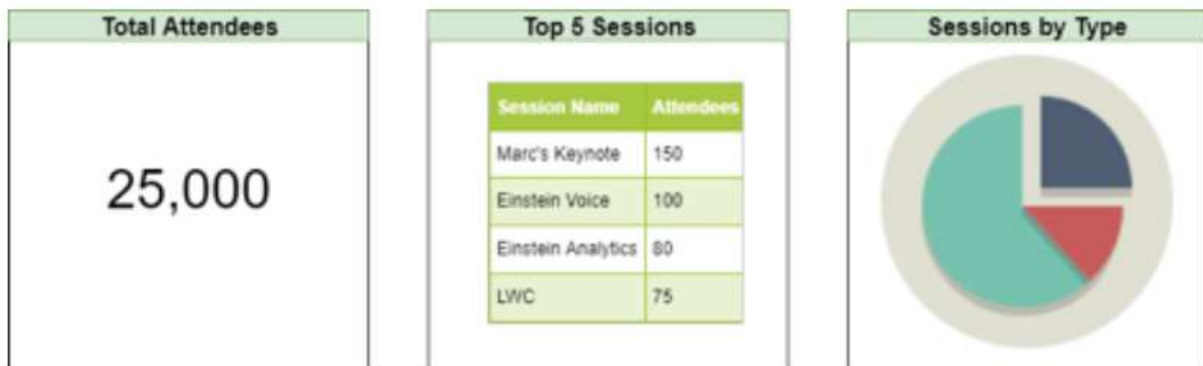 Total Attendees
25,000
Top 5 Sessions
Session Name Attendees
Marc's Keynote 150
Einstein Voice 100
Einstein Analytics 80
LWC 75
Sessions by Type